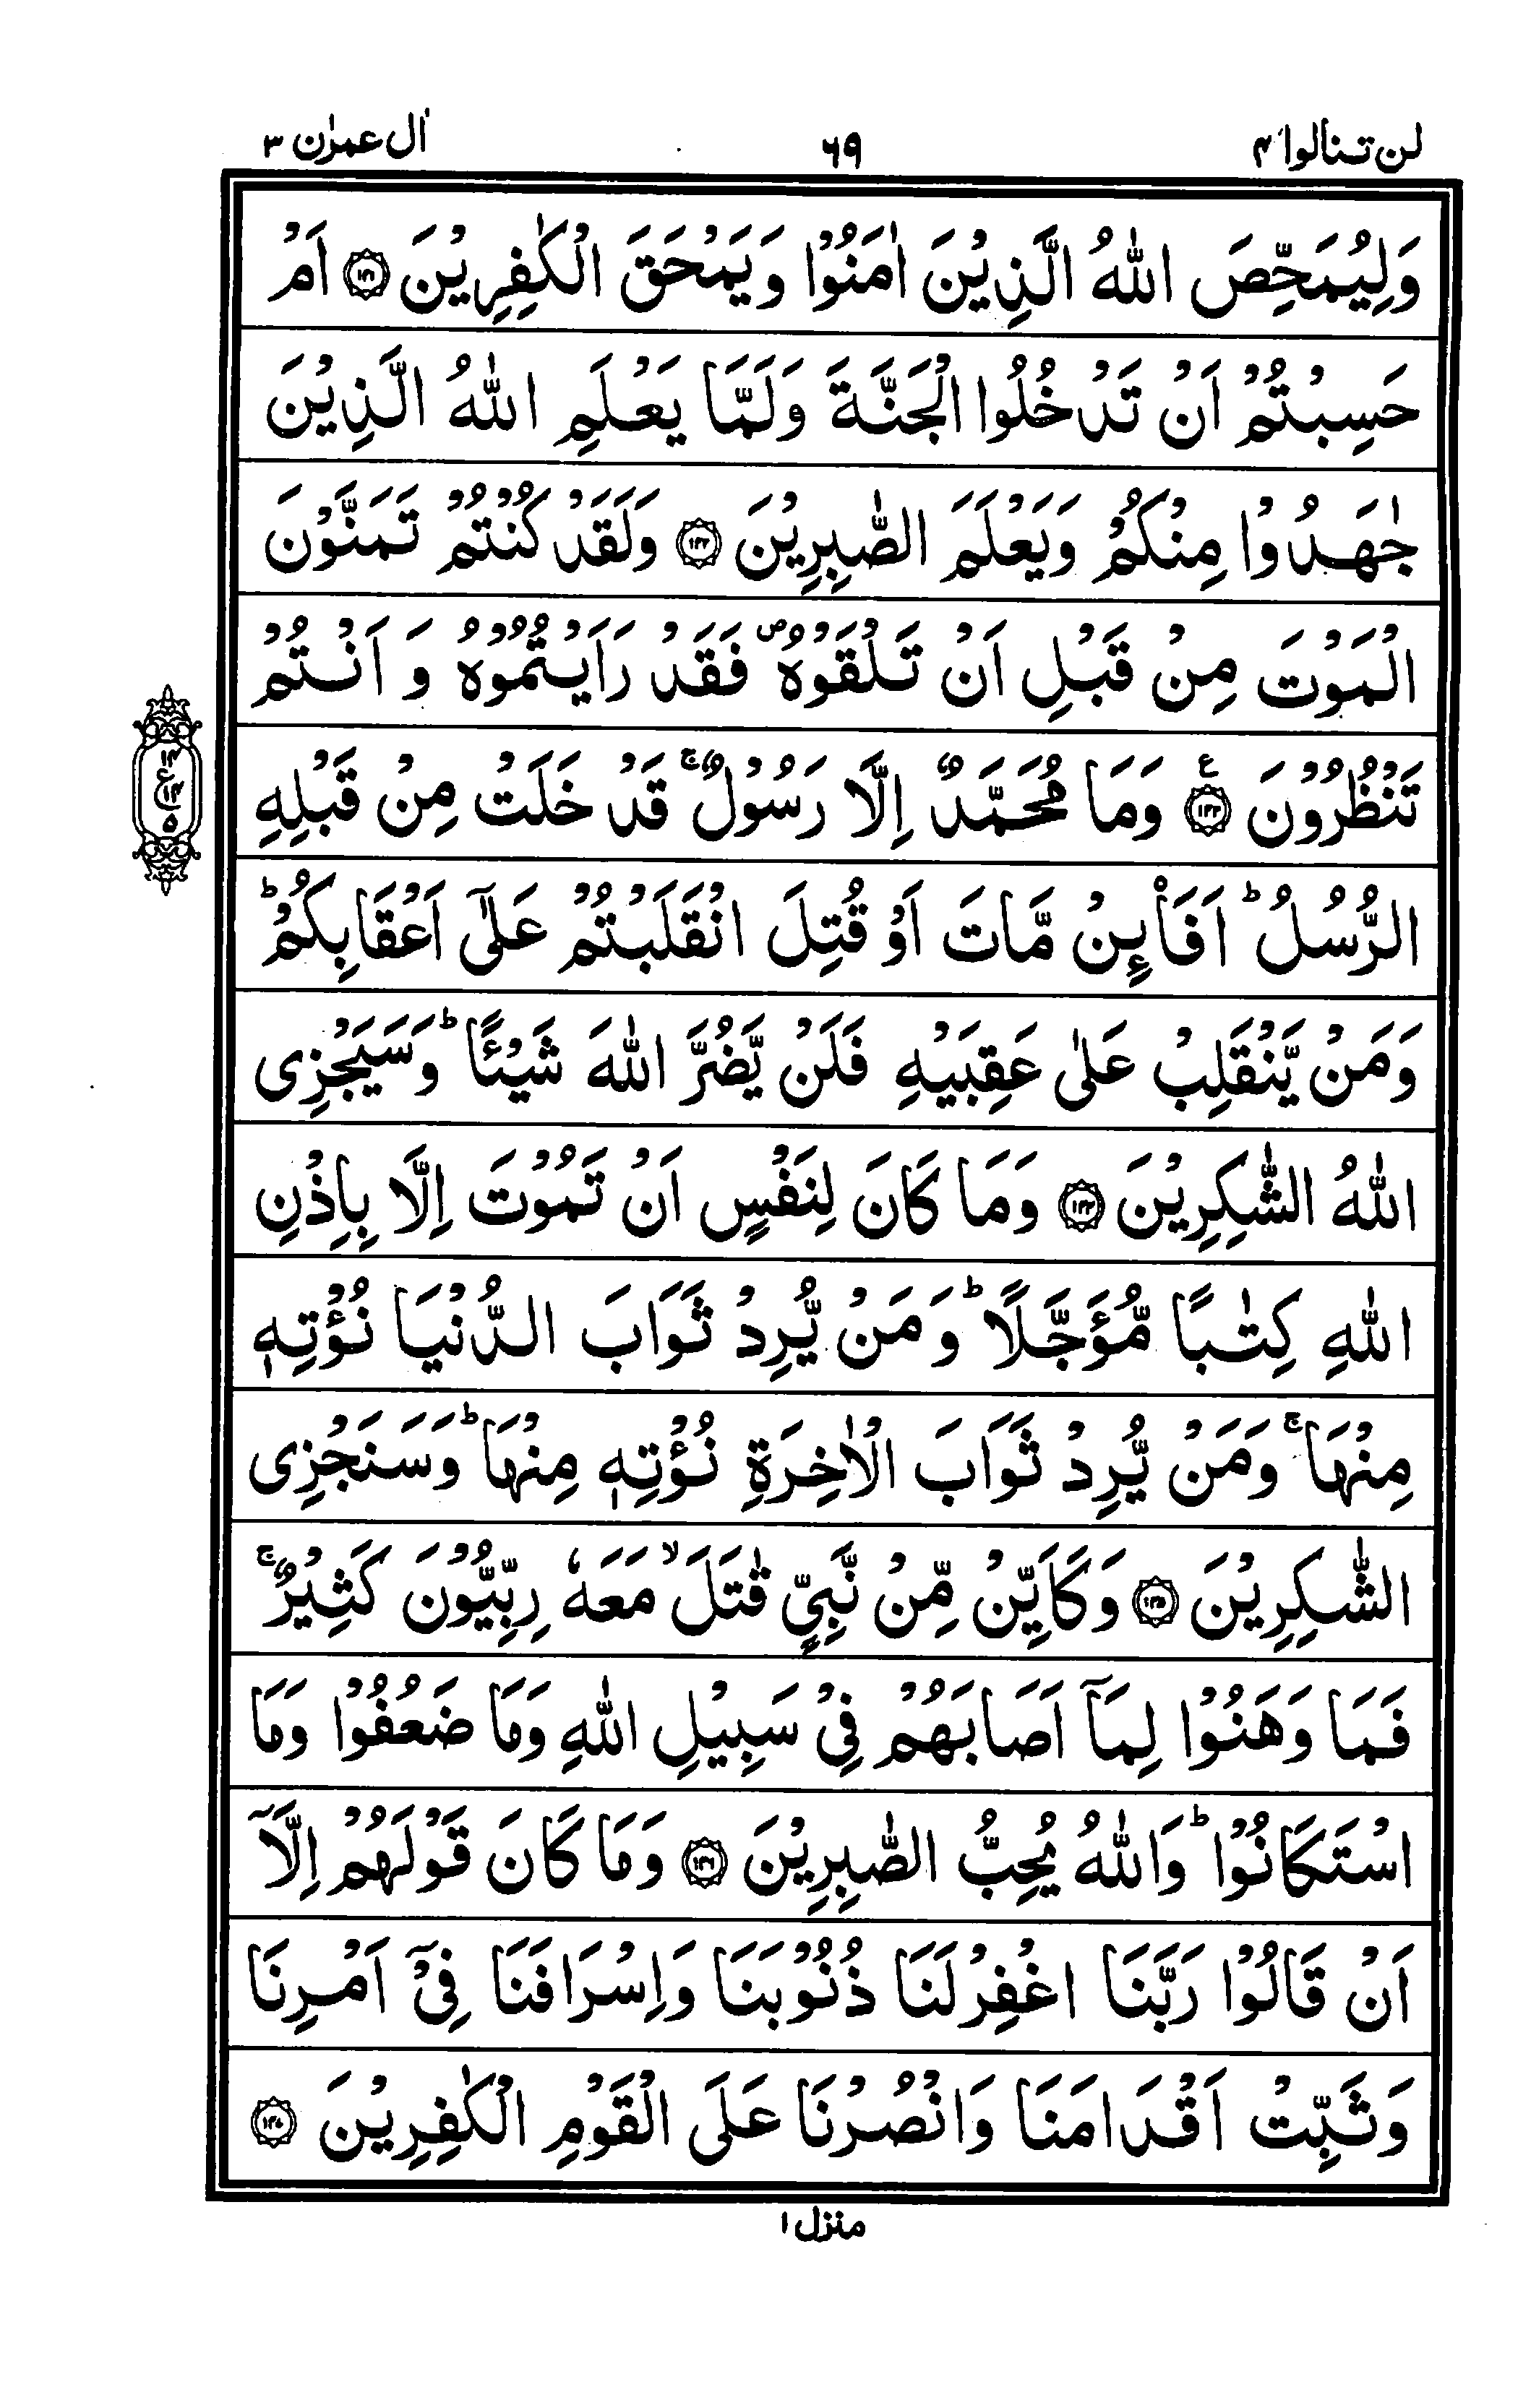 لن تنالوا ۴
۶۹
اٰل عمرٰن ۳
وَلِیُمَحِّصَ اللّٰهُ الَّذِیْنَ اٰمَنُوْا وَیَمْحَقَ الْكٰفِرِیْنَ ﴿۱۴۱﴾ اَمْ
حَسِبْتُمْ اَنْ تَدْخُلُوا الْجَنَّةَ وَلَمَّا یَعْلَمِ اللّٰهُ الَّذِیْنَ
جٰهَدُوْا مِنْكُمْ وَیَعْلَمَ الصّٰبِرِیْنَ ﴿۱۴۲﴾ وَلَقَدْ كُنْتُمْ تَمَنَّوْنَ
الْمَوْتَ مِنْ قَبْلِ اَنْ تَلْقَوْهُ ۪ فَقَدْ رَاَیْتُمُوْهُ وَ اَنْتُمْ
تَنْظُرُوْنَ ﴿۱۴۳﴾ ع وَمَا مُحَمَّدٌ اِلَّا رَسُوْلٌ ۚ قَدْ خَلَتْ مِنْ قَبْلِهِ
الرُّسُلُ ؕ اَفَا۟ئِنْ مَّاتَ اَوْ قُتِلَ انْقَلَبْتُمْ عَلٰۤی اَعْقَابِكُمْ ؕ
وَمَنْ یَّنْقَلِبْ عَلٰی عَقِبَیْهِ فَلَنْ یَّضُرَّ اللّٰهَ شَیْـًٔا ؕ وَسَیَجْزِی
اللّٰهُ الشّٰكِرِیْنَ ﴿۱۴۴﴾ وَمَا كَانَ لِنَفْسٍ اَنْ تَمُوْتَ اِلَّا بِاِذْنِ
اللّٰهِ كِتٰبًا مُّؤَجَّلًا ؕ وَمَنْ یُّرِدْ ثَوَابَ الدُّنْیَا نُؤْتِهٖ
مِنْهَا ۚ وَمَنْ یُّرِدْ ثَوَابَ الْاٰخِرَةِ نُؤْتِهٖ مِنْهَا ؕ وَسَنَجْزِی
الشّٰكِرِیْنَ ﴿۱۴۵﴾ وَكَاَیِّنْ مِّنْ نَّبِیٍّ قٰتَلَ ۙ مَعَهٗ رِبِّیُّوْنَ كَثِیْرٌ ۚ
فَمَا وَهَنُوْا لِمَاۤ اَصَابَهُمْ فِیْ سَبِیْلِ اللّٰهِ وَمَا ضَعُفُوْا وَمَا
اسْتَكَانُوْا ؕ وَاللّٰهُ یُحِبُّ الصّٰبِرِیْنَ ﴿۱۴۶﴾ وَمَا كَانَ قَوْلَهُمْ اِلَّاۤ
اَنْ قَالُوْا رَبَّنَا اغْفِرْ لَنَا ذُنُوْبَنَا وَاِسْرَافَنَا فِیْۤ اَمْرِنَا
وَثَبِّتْ اَقْدَامَنَا وَانْصُرْنَا عَلَی الْقَوْمِ الْكٰفِرِیْنَ ﴿۱۴۷﴾
۱۴
ع ۱۴
۵
منزل ۱